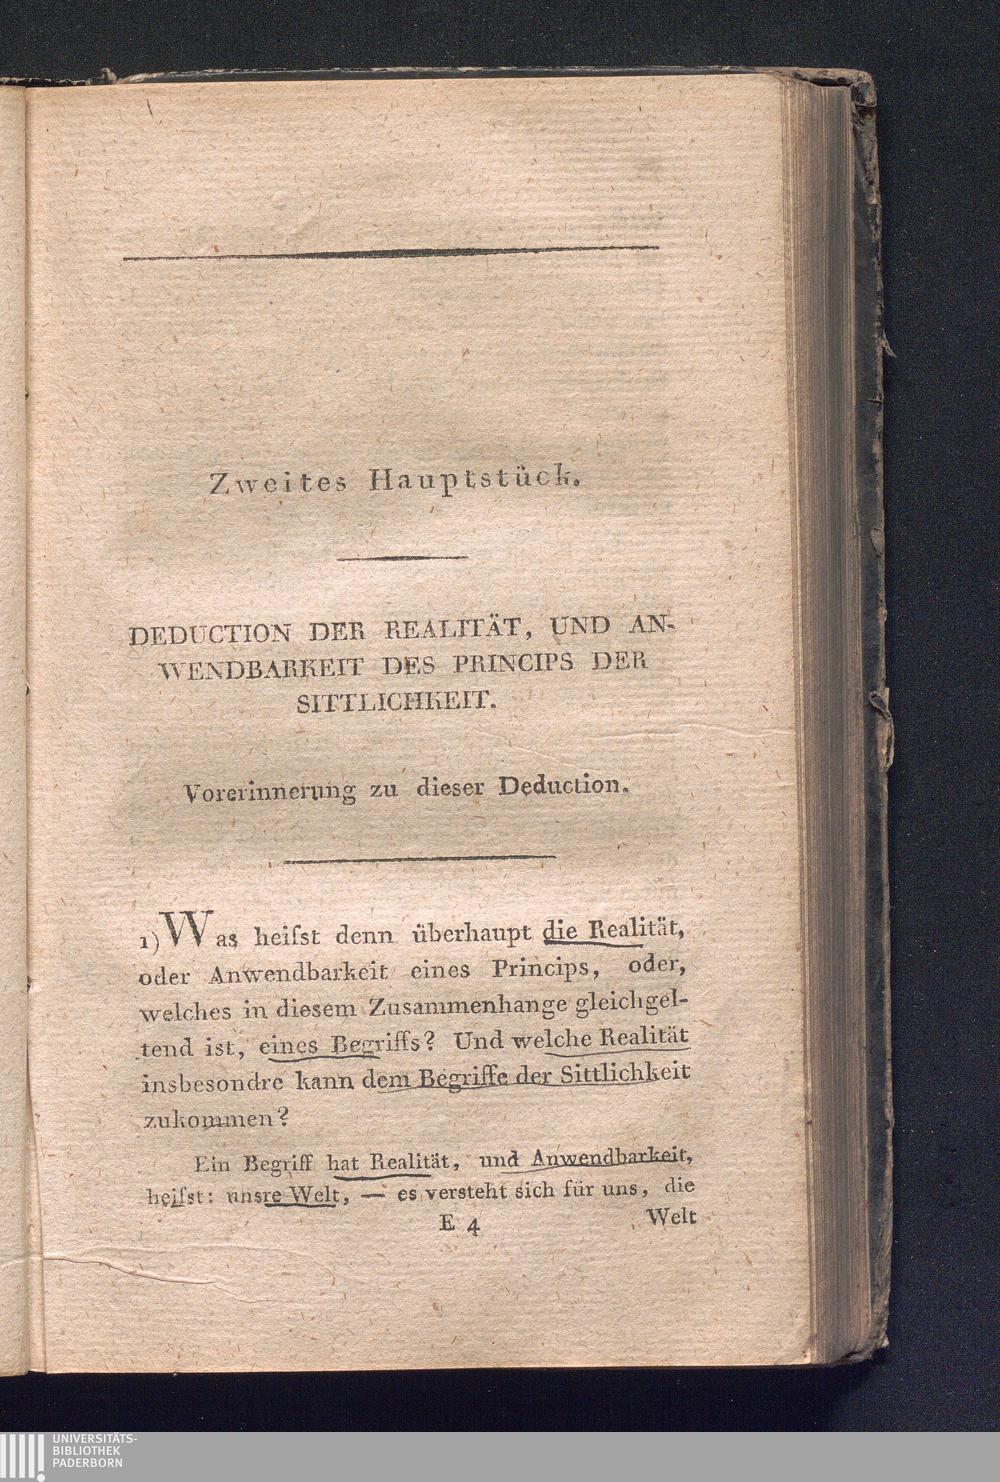 Zweites Hauptstück.
DEDUCTION DER REALITÄT, UND AN-
WENDBARKEIT DES PRINCIPS DER
SITTLICHKEIT.
Vorerinnerung zu dieser Deduction.
1) Was heiſst denn überhaupt die Realität,
oder Anwendbarkeit eines Princips, oder,
welches in diesem Zusammenhange gleichgel-
tend ist, eines Begriffs? Und welche Realität
insbesondre kann dem Begriffe der Sittlichkeit
zukommen?
Ein Begriff hat Realität, und Anwendbarkeit,
heiſst: unsre Welt, — es versteht sich für uns, die
E 4 Welt
UNIVERSITÄTS-
BIBLIOTHEK
PADERBORN